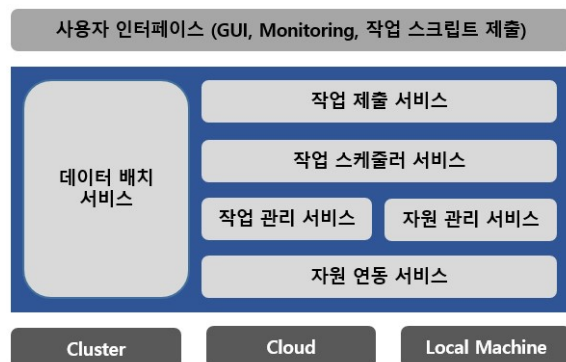 사용자 인터페이스 (GUI, Monitoring, 작업 스크립트 제출)
데이터 배치
서비스
작업 제출 서비스
작업 스케줄러 서비스
작업 관리 서비스
자원 관리 서비스
자원 연동 서비스
Cluster
Cloud
Local Machine